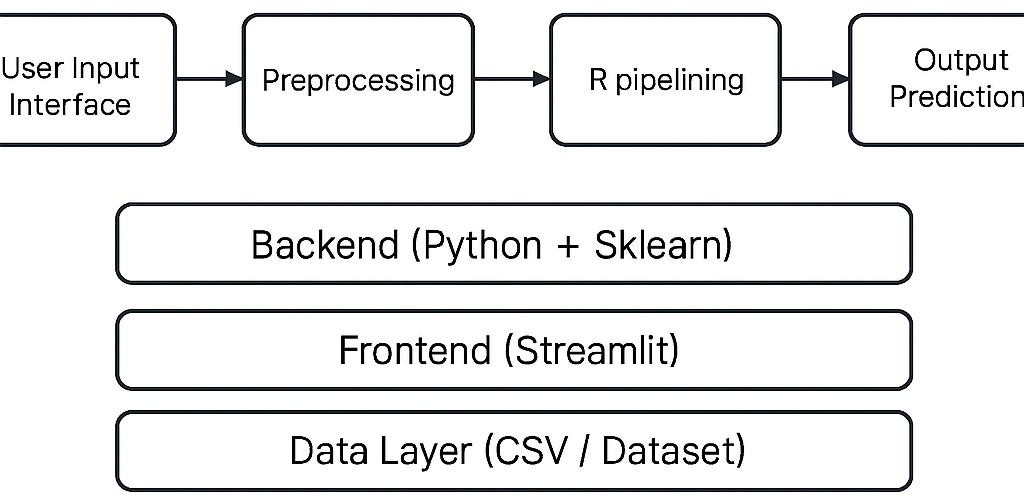 User Input
Interface
Preprocessing
R pipelining
Output
Prediction
Backend (Python + Sklearn)
Frontend (Streamlit)
Data Layer (CSV / Dataset)